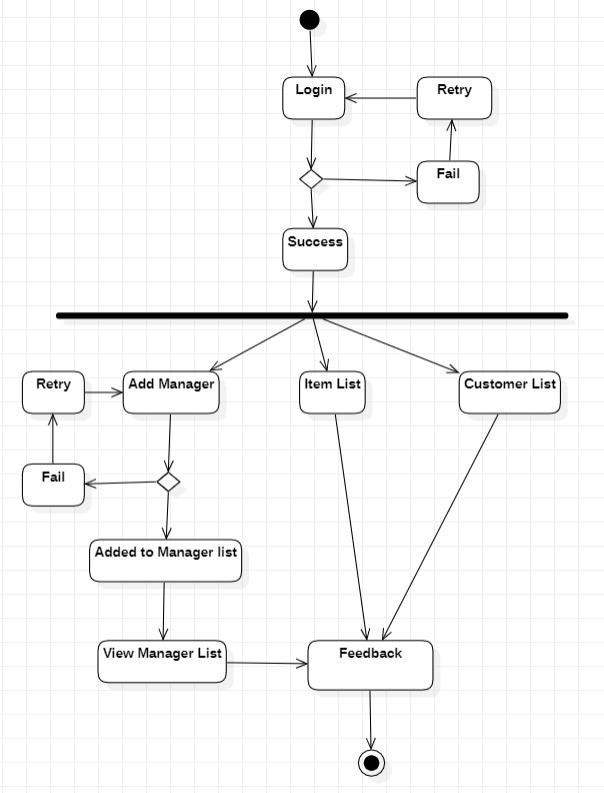 Login
Retry
Fail
Success
Retry
Add Manager
Item List
Customer List
Fail
Added to Manager list
View Manager List
Feedback